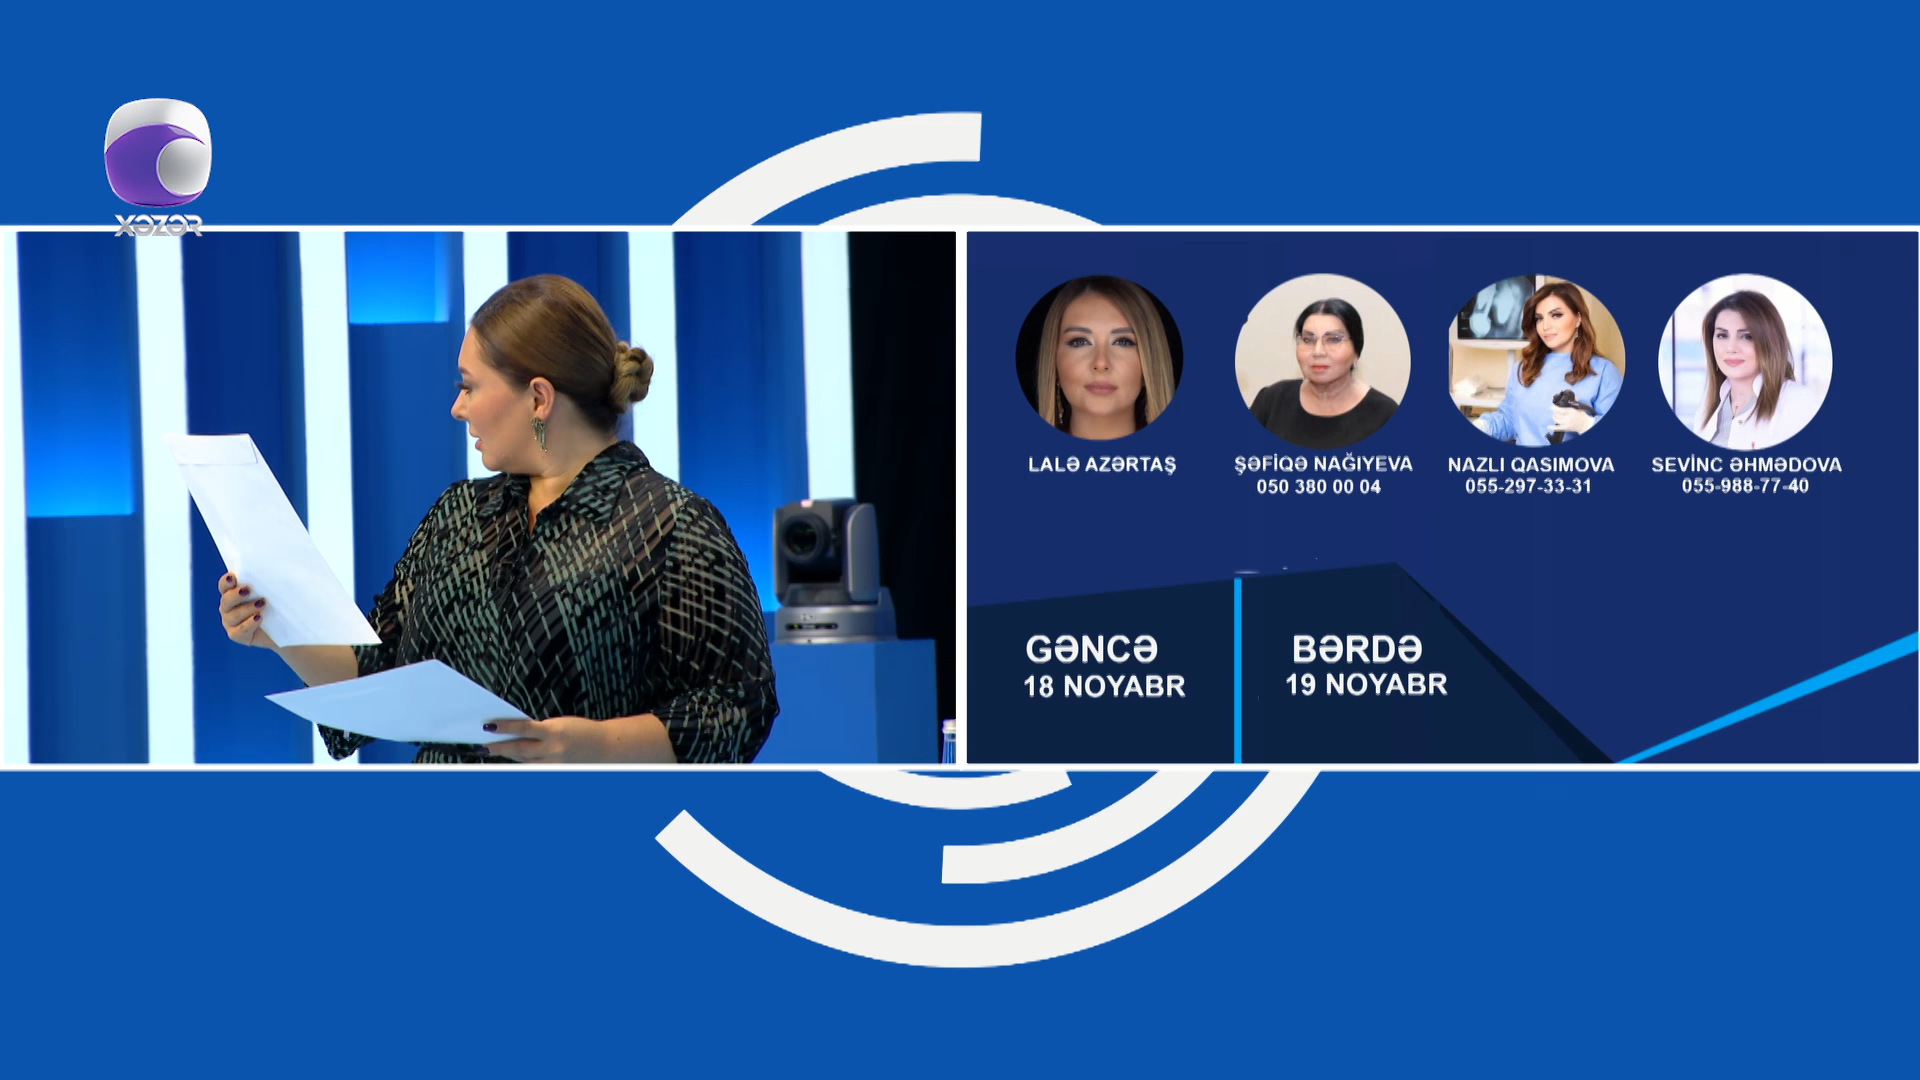 XƏZƏR
LALƏ AZƏRTAŞ
ŞƏFİQƏ NAĞIYEVA
050 380 00 04
NAZLI QASIMOVA
055-297-33-31
SEVİNC ƏHMƏDOVA
055-988-77-40
GƏNCƏ
18 NOYABR
BƏRDƏ
19 NOYABR